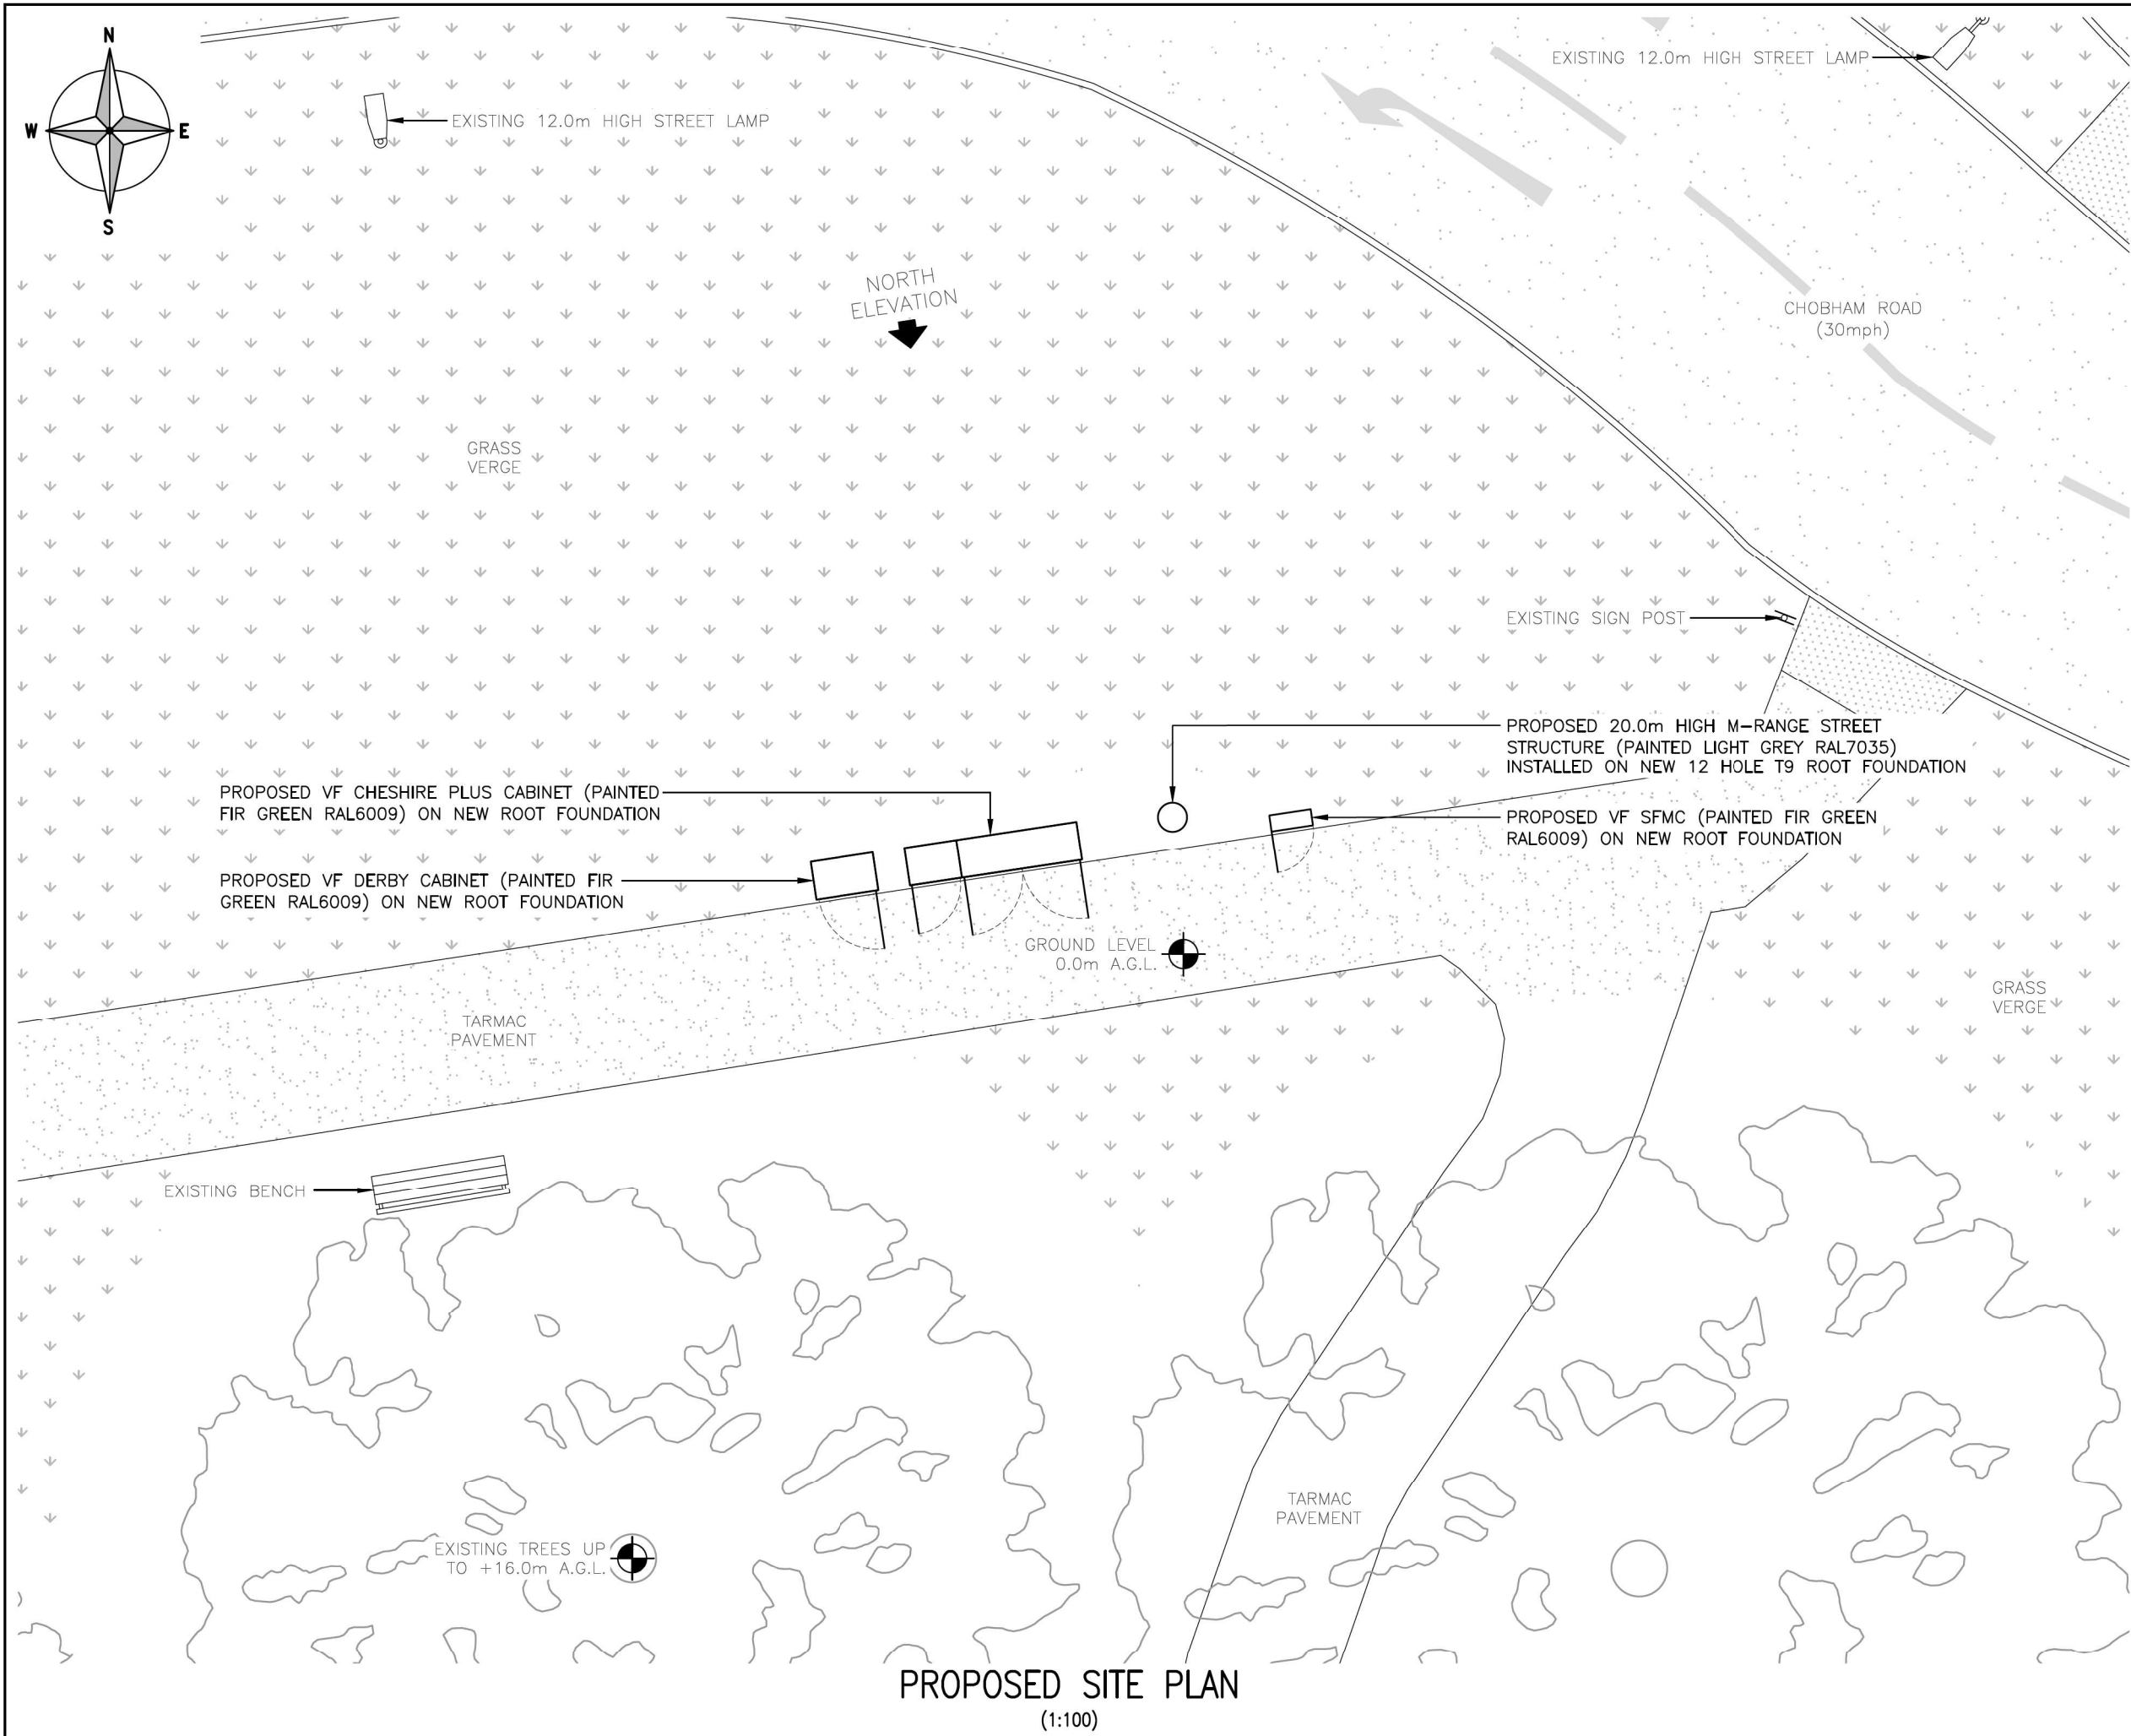 N
W
E
S
EXISTING 12.0m HIGH STREET LAMP
EXISTING 12.0m HIGH STREET LAMP
NORTH
ELEVATION
CHOBHAM ROAD
(30mph)
GRASS
VERGE
EXISTING SIGN POST
PROPOSED 20.0m HIGH M-RANGE STREET
STRUCTURE (PAINTED LIGHT GREY RAL7035)
INSTALLED ON NEW 12 HOLE T9 ROOT FOUNDATION
PROPOSED VF CHESHIRE PLUS CABINET (PAINTED
FIR GREEN RAL6009) ON NEW ROOT FOUNDATION
PROPOSED VF SFMC (PAINTED FIR GREEN
RAL6009) ON NEW ROOT FOUNDATION
PROPOSED VF DERBY CABINET (PAINTED FIR
GREEN RAL6009) ON NEW ROOT FOUNDATION
GROUND LEVEL
0.0m A.G.L.
GRASS
VERGE
TARMAC
PAVEMENT
EXISTING BENCH
TARMAC
PAVEMENT
EXISTING TREES UP
TO +16.0m A.G.L.
PROPOSED SITE PLAN
(1:100)